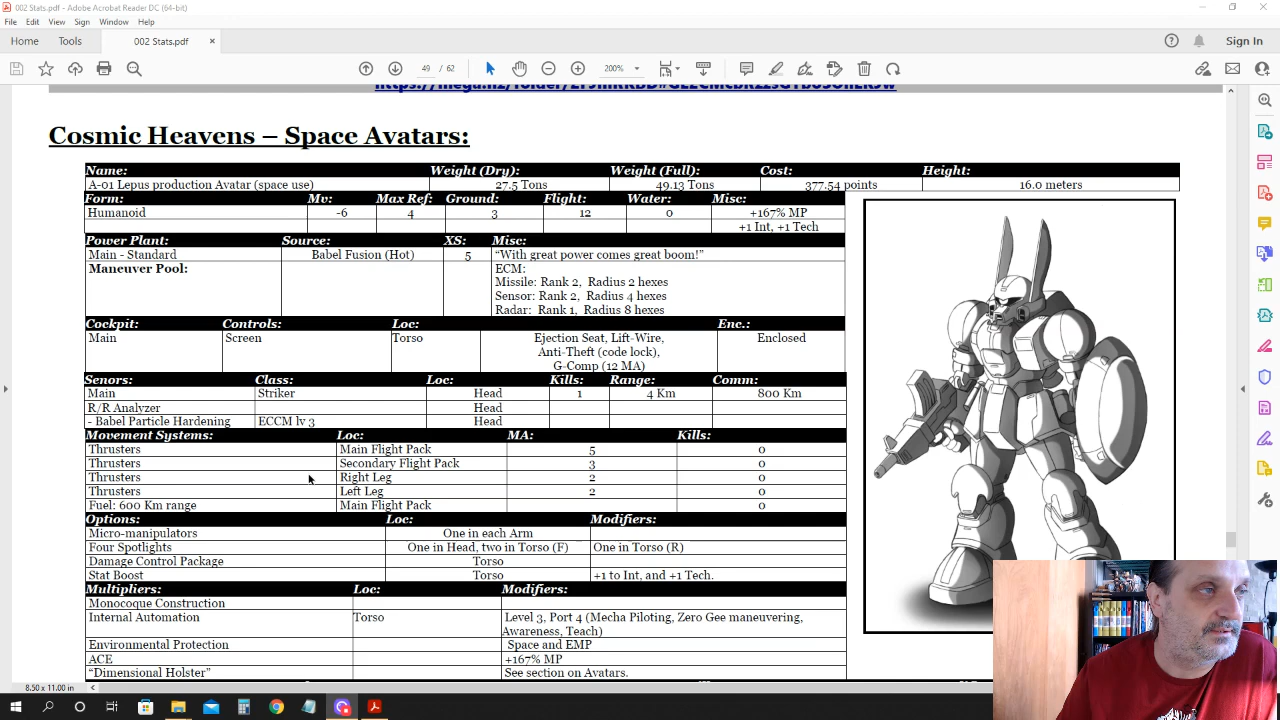 002 Stats.pdf - Adobe Acrobat Reader DC (64-bit)
File Edit View Sign Window Help
Home Tools 002 Stats.pdf × Sign In
49 / 62 200%
Cosmic Heavens – Space Avatars:
Name: Weight (Dry): Weight (Full): Cost: Height:
A-01 Lepus production Avatar (space use) 27.5 Tons 49.13 Tons 377.54 points 16.0 meters
Form: Mv: Max Ref: Ground: Flight: Water: Misc:
Humanoid -6 4 3 12 0 +167% MP
+1 Int, +1 Tech
Power Plant: Source: XS: Misc:
Main - Standard Babel Fusion (Hot) 5 “With great power comes great boom!”
Maneuver Pool: ECM:
Missile: Rank 2, Radius 2 hexes
Sensor: Rank 2, Radius 4 hexes
Radar: Rank 1, Radius 8 hexes
Cockpit: Controls: Loc: Enc.:
Main Screen Torso Ejection Seat, Lift-Wire, Enclosed
Anti-Theft (code lock),
G-Comp (12 MA)
Senors: Class: Loc: Kills: Range: Comm:
Main Striker Head 1 4 Km 800 Km
R/R Analyzer Head
- Babel Particle Hardening ECCM lv 3 Head
Movement Systems: Loc: MA: Kills:
Thrusters Main Flight Pack 5 0
Thrusters Secondary Flight Pack 3 0
Thrusters Right Leg 2 0
Thrusters Left Leg 2 0
Fuel: 600 Km range Main Flight Pack 0
Options: Loc: Modifiers:
Micro-manipulators One in each Arm
Four Spotlights One in Head, two in Torso (F) One in Torso (R)
Damage Control Package Torso
Stat Boost Torso +1 to Int, and +1 Tech.
Multipliers: Loc: Modifiers:
Monocoque Construction
Internal Automation Torso Level 3, Port 4 (Mecha Piloting, Zero Gee maneuvering,
Awareness, Teach)
Environmental Protection Space and EMP
ACE +167% MP
“Dimensional Holster” See section on Avatars.
8.50 x 11.00 in